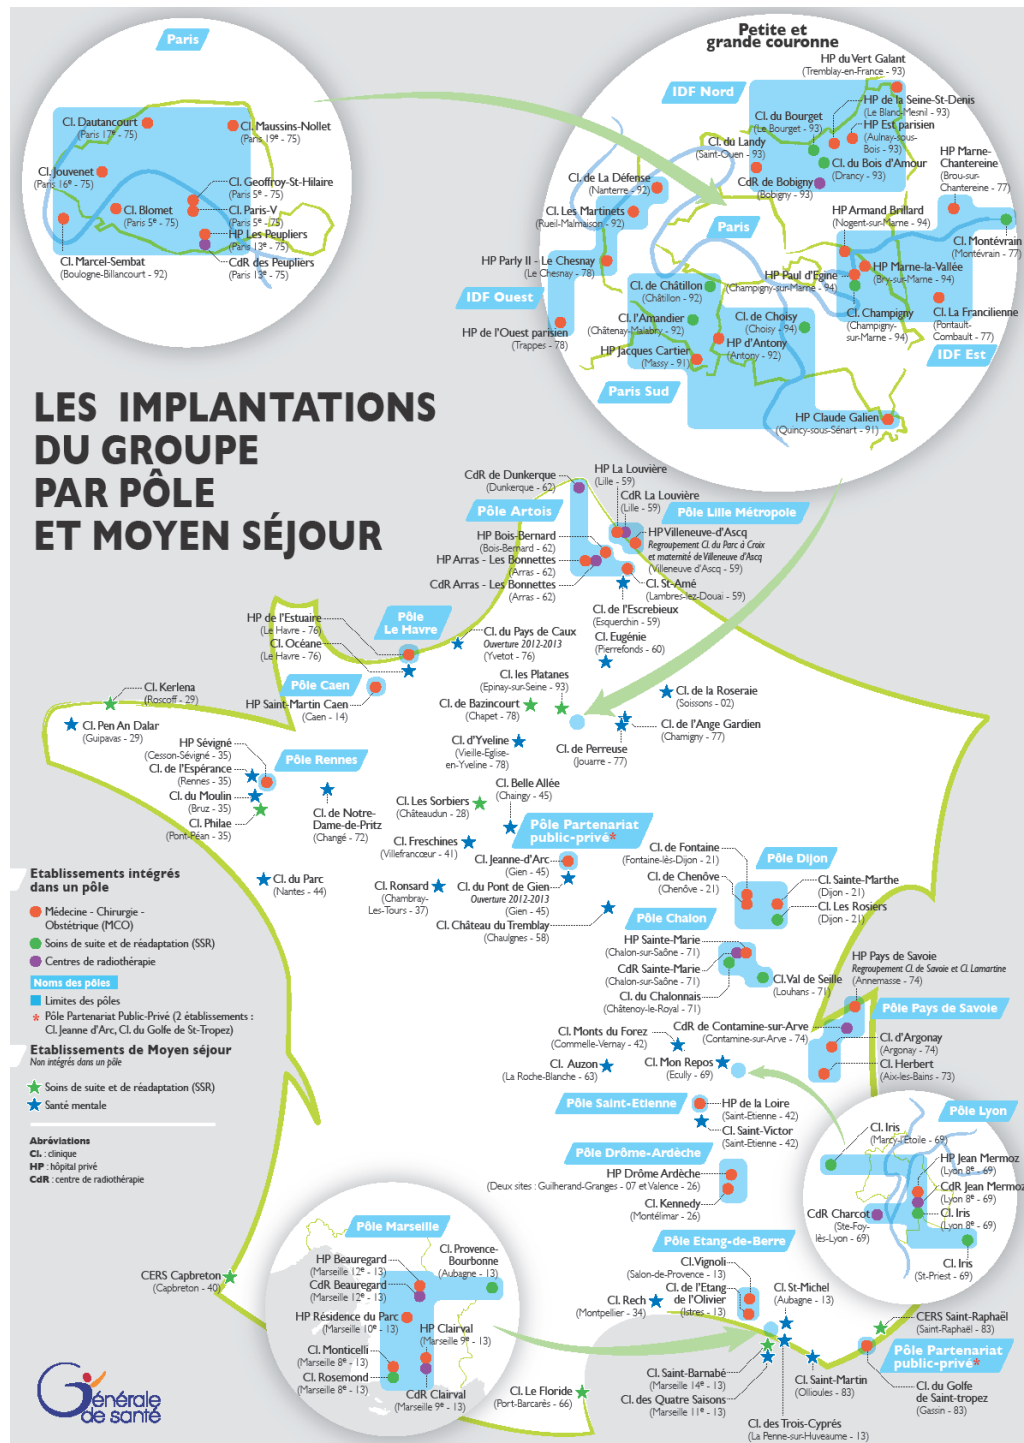 Paris
Cl. Dautancourt
(Paris 17e - 75)
Cl. Maussins-Nollet
(Paris 19e - 75)
Cl. Jouvenet
(Paris 16e - 75)
Cl. Geoffroy-St-Hilaire
(Paris 5e - 75)
Cl. Blomet
(Paris 5e - 75)
Cl. Paris-V
(Paris 5e - 75)
HP Les Peupliers
(Paris 13e - 75)
Cl. Marcel-Sembat
(Boulogne-Billancourt - 92)
CdR des Peupliers
(Paris 13e - 75)
Petite et
grande couronne
HP du Vert Galant
(Tremblay-en-France - 93)
IDF Nord
HP de la Seine-St-Denis
(Le Blanc-Mesnil - 93)
Cl. du Bourget
(Le Bourget - 93)
HP Est parisien
(Aulnay-sous-
Bois - 93)
Cl. du Landy
(Saint-Ouen - 93)
HP Marne-
Chantereine
(Brou-sur-
Chantereine - 77)
Cl. du Bois d'Amour
(Drancy - 93)
Cl. de La Défense
(Nanterre - 92)
CdR de Bobigny
(Bobigny - 93)
Cl. Les Martinets
(Rueil-Malmaison - 92)
Paris
HP Armand Brillard
(Nogent-sur-Marne - 94)
Cl. Montévrain
(Montévrain - 77)
HP Parly II - Le Chesnay
(Le Chesnay - 78)
HP Paul d'Egine
(Champigny-sur-Marne - 94)
HP Marne-la-Vallée
(Bry-sur-Marne - 94)
IDF Ouest
Cl. de Châtillon
(Châtillon - 92)
Cl. l'Amandier
(Châtenay-Malabry - 92)
Cl. de Choisy
(Choisy - 94)
Cl. Champigny
(Champigny-
sur-Marne - 94)
Cl. La Francilienne
(Pontault-
Combault - 77)
HP de l'Ouest parisien
(Trappes - 78)
HP d'Antony
(Antony - 92)
HP Jacques Cartier
(Massy - 91)
IDF Est
Paris Sud
HP Claude Galien
(Quincy-sous-Sénart - 91)
LES IMPLANTATIONS
DU GROUPE
PAR PÔLE
ET MOYEN SÉJOUR
CdR de Dunkerque
(Dunkerque - 62)
HP La Louvière
(Lille - 59)
CdR La Louvière
(Lille - 59)
Pôle Artois
Pôle Lille Métropole
HP Bois-Bernard
(Bois-Bernard - 62)
HP Villeneuve-d'Ascq
Regroupement Cl. du Parc à Croix
et maternité de Villeneuve d'Ascq
(Villeneuve d'Ascq - 59)
HP Arras - Les Bonnettes
(Arras - 62)
CdR Arras - Les Bonnettes
(Arras - 62)
Cl. St-Amé
(Lambres-lez-Douai - 59)
Cl. de l'Escrebieux
(Esquerchin - 59)
HP de l'Estuaire
(Le Havre - 76)
Pôle
Le Havre
Cl. du Pays de Caux
Ouverture 2012-2013
(Yvetot - 76)
Cl. Eugénie
(Pierrefonds - 60)
Cl. Océane
(Le Havre - 76)
Cl. les Platanes
(Epinay-sur-Seine - 93)
Pôle Caen
HP Saint-Martin Caen
(Caen - 14)
Cl. de Bazincourt
(Chapet - 78)
Cl. de la Roseraie
(Soissons - 02)
Cl. Kerlena
(Roscoff - 29)
Cl. Pen An Dalar
(Guipavas - 29)
Cl. de l'Ange Gardien
(Chamigny - 77)
Cl. d'Yveline
(Vieille-Eglise-
en-Yveline - 78)
Cl. de Perreuse
(Jouarre - 77)
HP Sévigné
(Cesson-Sévigné - 35)
Pôle Rennes
Cl. de l'Espérance
(Rennes - 35)
Cl. du Moulin
(Bruz - 35)
Cl. Philae
(Pont-Péan - 35)
Cl. de Notre-
Dame-de-Pritz
(Changé - 72)
Cl. Belle Allée
(Chaingy - 45)
Cl. Les Sorbiers
(Châteaudun - 28)
Pôle Partenariat
public-privé*
Cl. Freschines
(Villefrancœur - 41)
Cl. Jeanne-d'Arc
(Gien - 45)
Cl. du Parc
(Nantes - 44)
Cl. Ronsard
(Chambray-
Les-Tours - 37)
Cl. du Pont de Gien
Ouverture 2012-2013
(Gien - 45)
Cl. Château du Tremblay
(Chaulgnes - 58)
Cl. de Fontaine
(Fontaine-lès-Dijon - 21)
Pôle Dijon
Cl. de Chenôve
(Chenôve - 21)
Cl. Sainte-Marthe
(Dijon - 21)
Cl. Les Rosiers
(Dijon - 21)
Pôle Chalon
HP Sainte-Marie
(Chalon-sur-Saône - 71)
CdR Sainte-Marie
(Chalon-sur-Saône - 71)
Cl. du Chalonnais
(Châtenoy-le-Royal - 71)
Cl. Val de Seille
(Louhans - 71)
HP Pays de Savoie
Regroupement Cl. de Savoie et Cl. Lamartine
(Annemasse - 74)
Pôle Pays de Savoie
CdR de Contamine-sur-Arve
(Contamine-sur-Arve - 74)
Cl. d'Argonay
(Argonay - 74)
Cl. Herbert
(Aix-les-Bains - 73)
Cl. Monts du Forez
(Commelle-Vernay - 42)
Cl. Auzon
(La Roche-Blanche - 63)
Cl. Mon Repos
(Ecully - 69)
Pôle Saint-Etienne
HP de la Loire
(Saint-Etienne - 42)
Cl. Saint-Victor
(Saint-Etienne - 42)
Pôle Drôme-Ardèche
HP Drôme Ardèche
(Deux sites : Guilherand-Granges - 07 et Valence - 26)
Cl. Kennedy
(Montélimar - 26)
Pôle Lyon
Cl. Iris
(Marcy-l'Etoile - 69)
HP Jean Mermoz
(Lyon 8e - 69)
CdR Jean Mermoz
(Lyon 8e - 69)
CdR Charcot
(Ste-Foy-
lès-Lyon - 69)
Cl. Iris
(Lyon 8e - 69)
Cl. Iris
(St-Priest - 69)
Etablissements intégrés
dans un pôle
Médecine - Chirurgie -
Obstétrique (MCO)
Soins de suite et de réadaptation (SSR)
Centres de radiothérapie
Noms des pôles
Limites des pôles
* Pôle Partenariat Public-Privé (2 établissements :
Cl. Jeanne d'Arc, Cl. du Golfe de St-Tropez)
Etablissements de Moyen séjour
Non intégrés dans un pôle
Soins de suite et de réadaptation (SSR)
Santé mentale
Abréviations
Cl. : clinique
HP : hôpital privé
CdR : centre de radiothérapie
CERS Capbreton
(Capbreton - 40)
Pôle Marseille
HP Beauregard
(Marseille 12e - 13)
CdR Beauregard
(Marseille 12e - 13)
Cl. Provence-
Bourbonne
(Aubagne - 13)
HP Résidence du Parc
(Marseille 10e - 13)
HP Clairval
(Marseille 9e - 13)
Cl. Monticelli
(Marseille 8e - 13)
Cl. Rosemond
(Marseille 8e - 13)
CdR Clairval
(Marseille 9e - 13)
Pôle Etang-de-Berre
Cl. Vignoli
(Salon-de-Provence - 13)
Cl. de l'Etang
de l'Olivier
(Istres - 13)
Cl. St-Michel
(Aubagne - 13)
Cl. Rech
(Montpellier - 34)
CERS Saint-Raphaël
(Saint-Raphaël - 83)
Pôle Partenariat
public-privé*
Cl. Saint-Barnabé
(Marseille 14e - 13)
Cl. des Quatre Saisons
(Marseille 11e - 13)
Cl. Saint-Martin
(Ollioules - 83)
Cl. du Golfe
de Saint-tropez
(Gassin - 83)
Cl. Le Floride
(Port-Barcarès - 66)
Cl. des Trois-Cyprés
(La Penne-sur-Huveaume - 13)
Générale
de santé